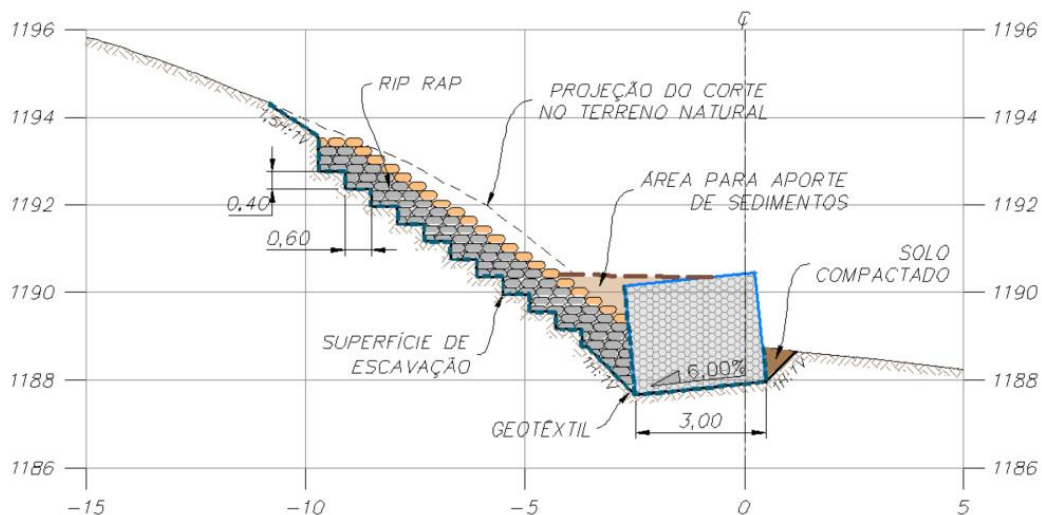 ℄
1196
1196
RIP RAP
PROJEÇÃO DO CORTE
NO TERRENO NATURAL
1194
1194
1,5H:1V
ÁREA PARA APORTE
DE SEDIMENTOS
1192
1192
0,40
0,60
SOLO
COMPACTADO
1190
1190
SUPERFÍCIE DE
ESCAVAÇÃO
1H:1V
6,00%
1H:1V
1188
1188
GEOTÊXTIL
3,00
1186
1186
-15
-10
-5
0
5